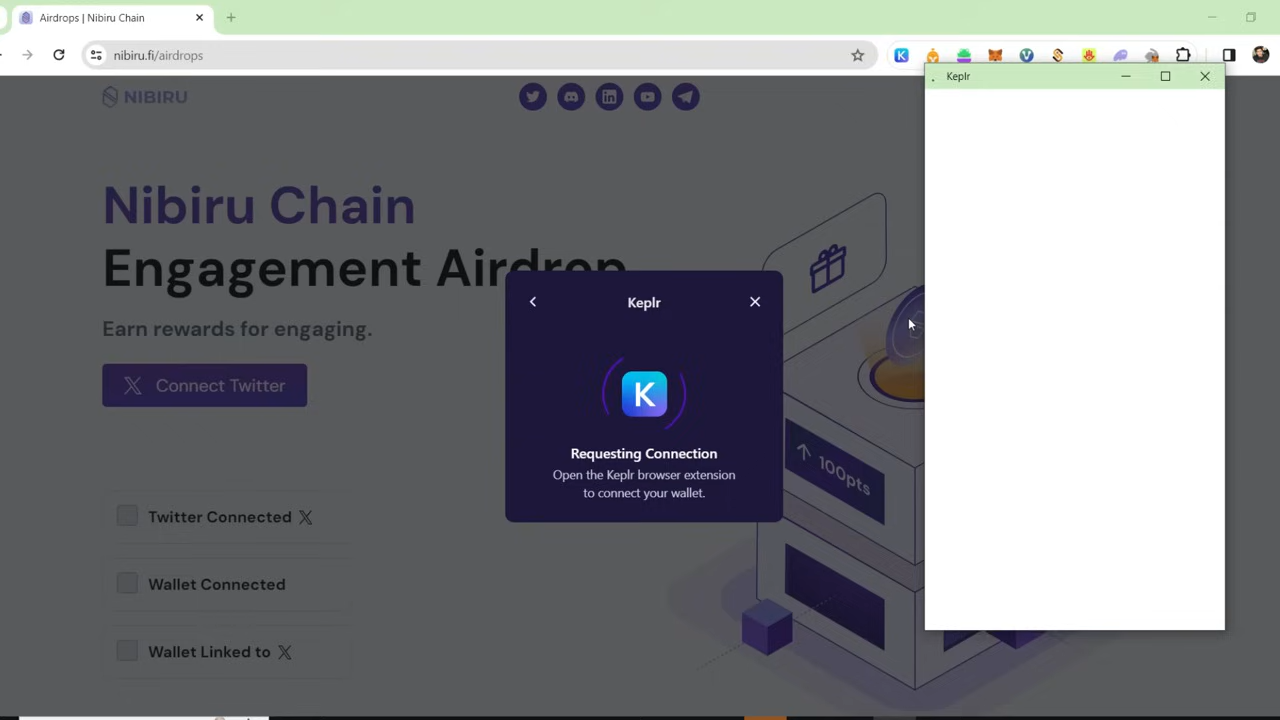 Airdrops | Nibiru Chain
nibiru.fi/airdrops
Keplr
NIBIRU
Nibiru Chain
Engagement Airdrop
Earn rewards for engaging.
Connect Twitter
Keplr
K
Requesting Connection
Open the Keplr browser extension
to connect your wallet.
100pts
Twitter Connected
Wallet Connected
Wallet Linked to